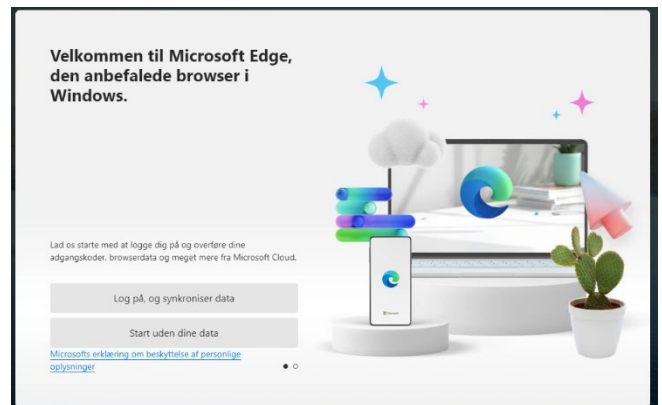 Velkommen til Microsoft Edge,
den anbefalede browser i
Windows.
Lad os starte med at logge dig på og overføre dine
adgangskoder, browserdata og meget mere fra Microsoft Cloud.
Log på, og synkroniser data
Start uden dine data
Microsofts erklæring om beskyttelse af personlige
oplysninger
Microsoft